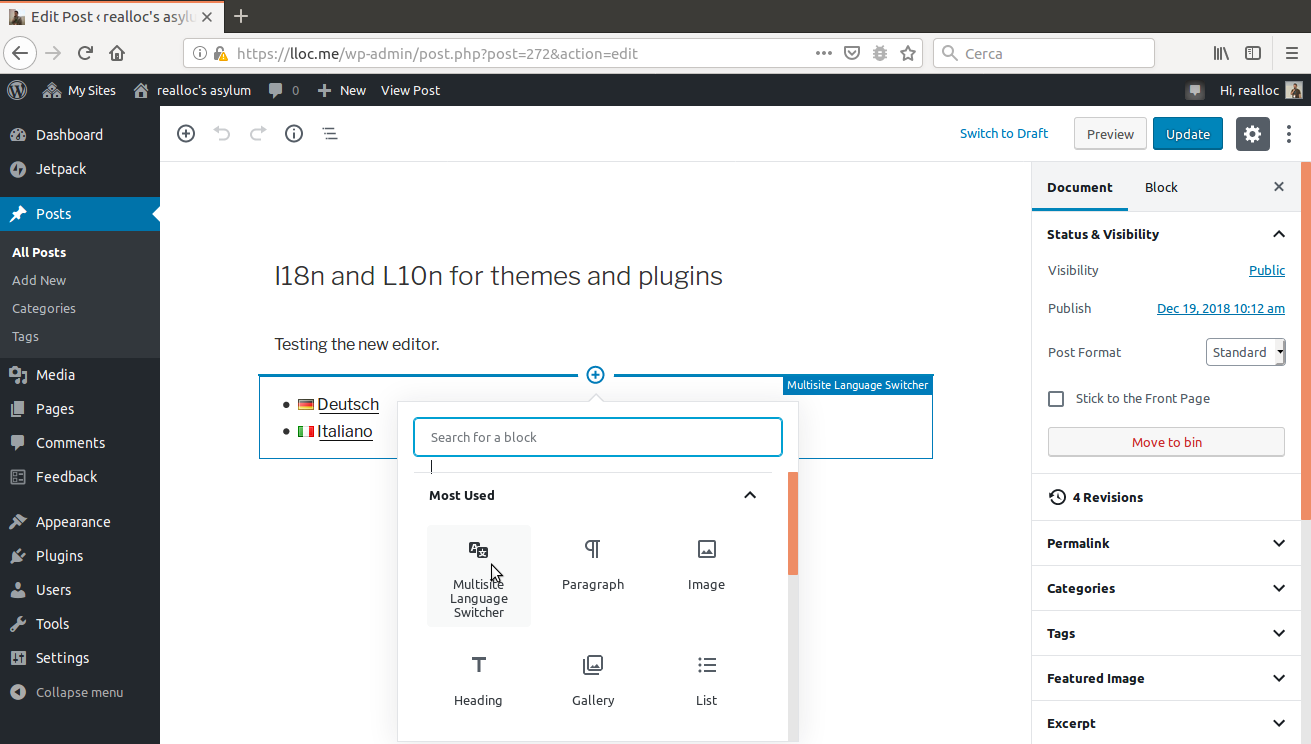 Edit Post ‹ realloc's asylu
https://lloc.me/wp-admin/post.php?post=272&action=edit
Cerca
My Sites
realloc's asylum
0
New
View Post
Hi, realloc
Dashboard
Jetpack
Posts
All Posts
Add New
Categories
Tags
Media
Pages
Comments
Feedback
Appearance
Plugins
Users
Tools
Settings
Collapse menu
Switch to Draft
Preview
Update
I18n and L10n for themes and plugins
Testing the new editor.
Multisite Language Switcher
Deutsch
Italiano
Search for a block
Most Used
Multisite
Language
Switcher
Paragraph
Image
Heading
Gallery
List
Document
Block
Status & Visibility
Visibility
Public
Publish
Dec 19, 2018 10:12 am
Post Format
Standard
Stick to the Front Page
Move to bin
4 Revisions
Permalink
Categories
Tags
Featured Image
Excerpt